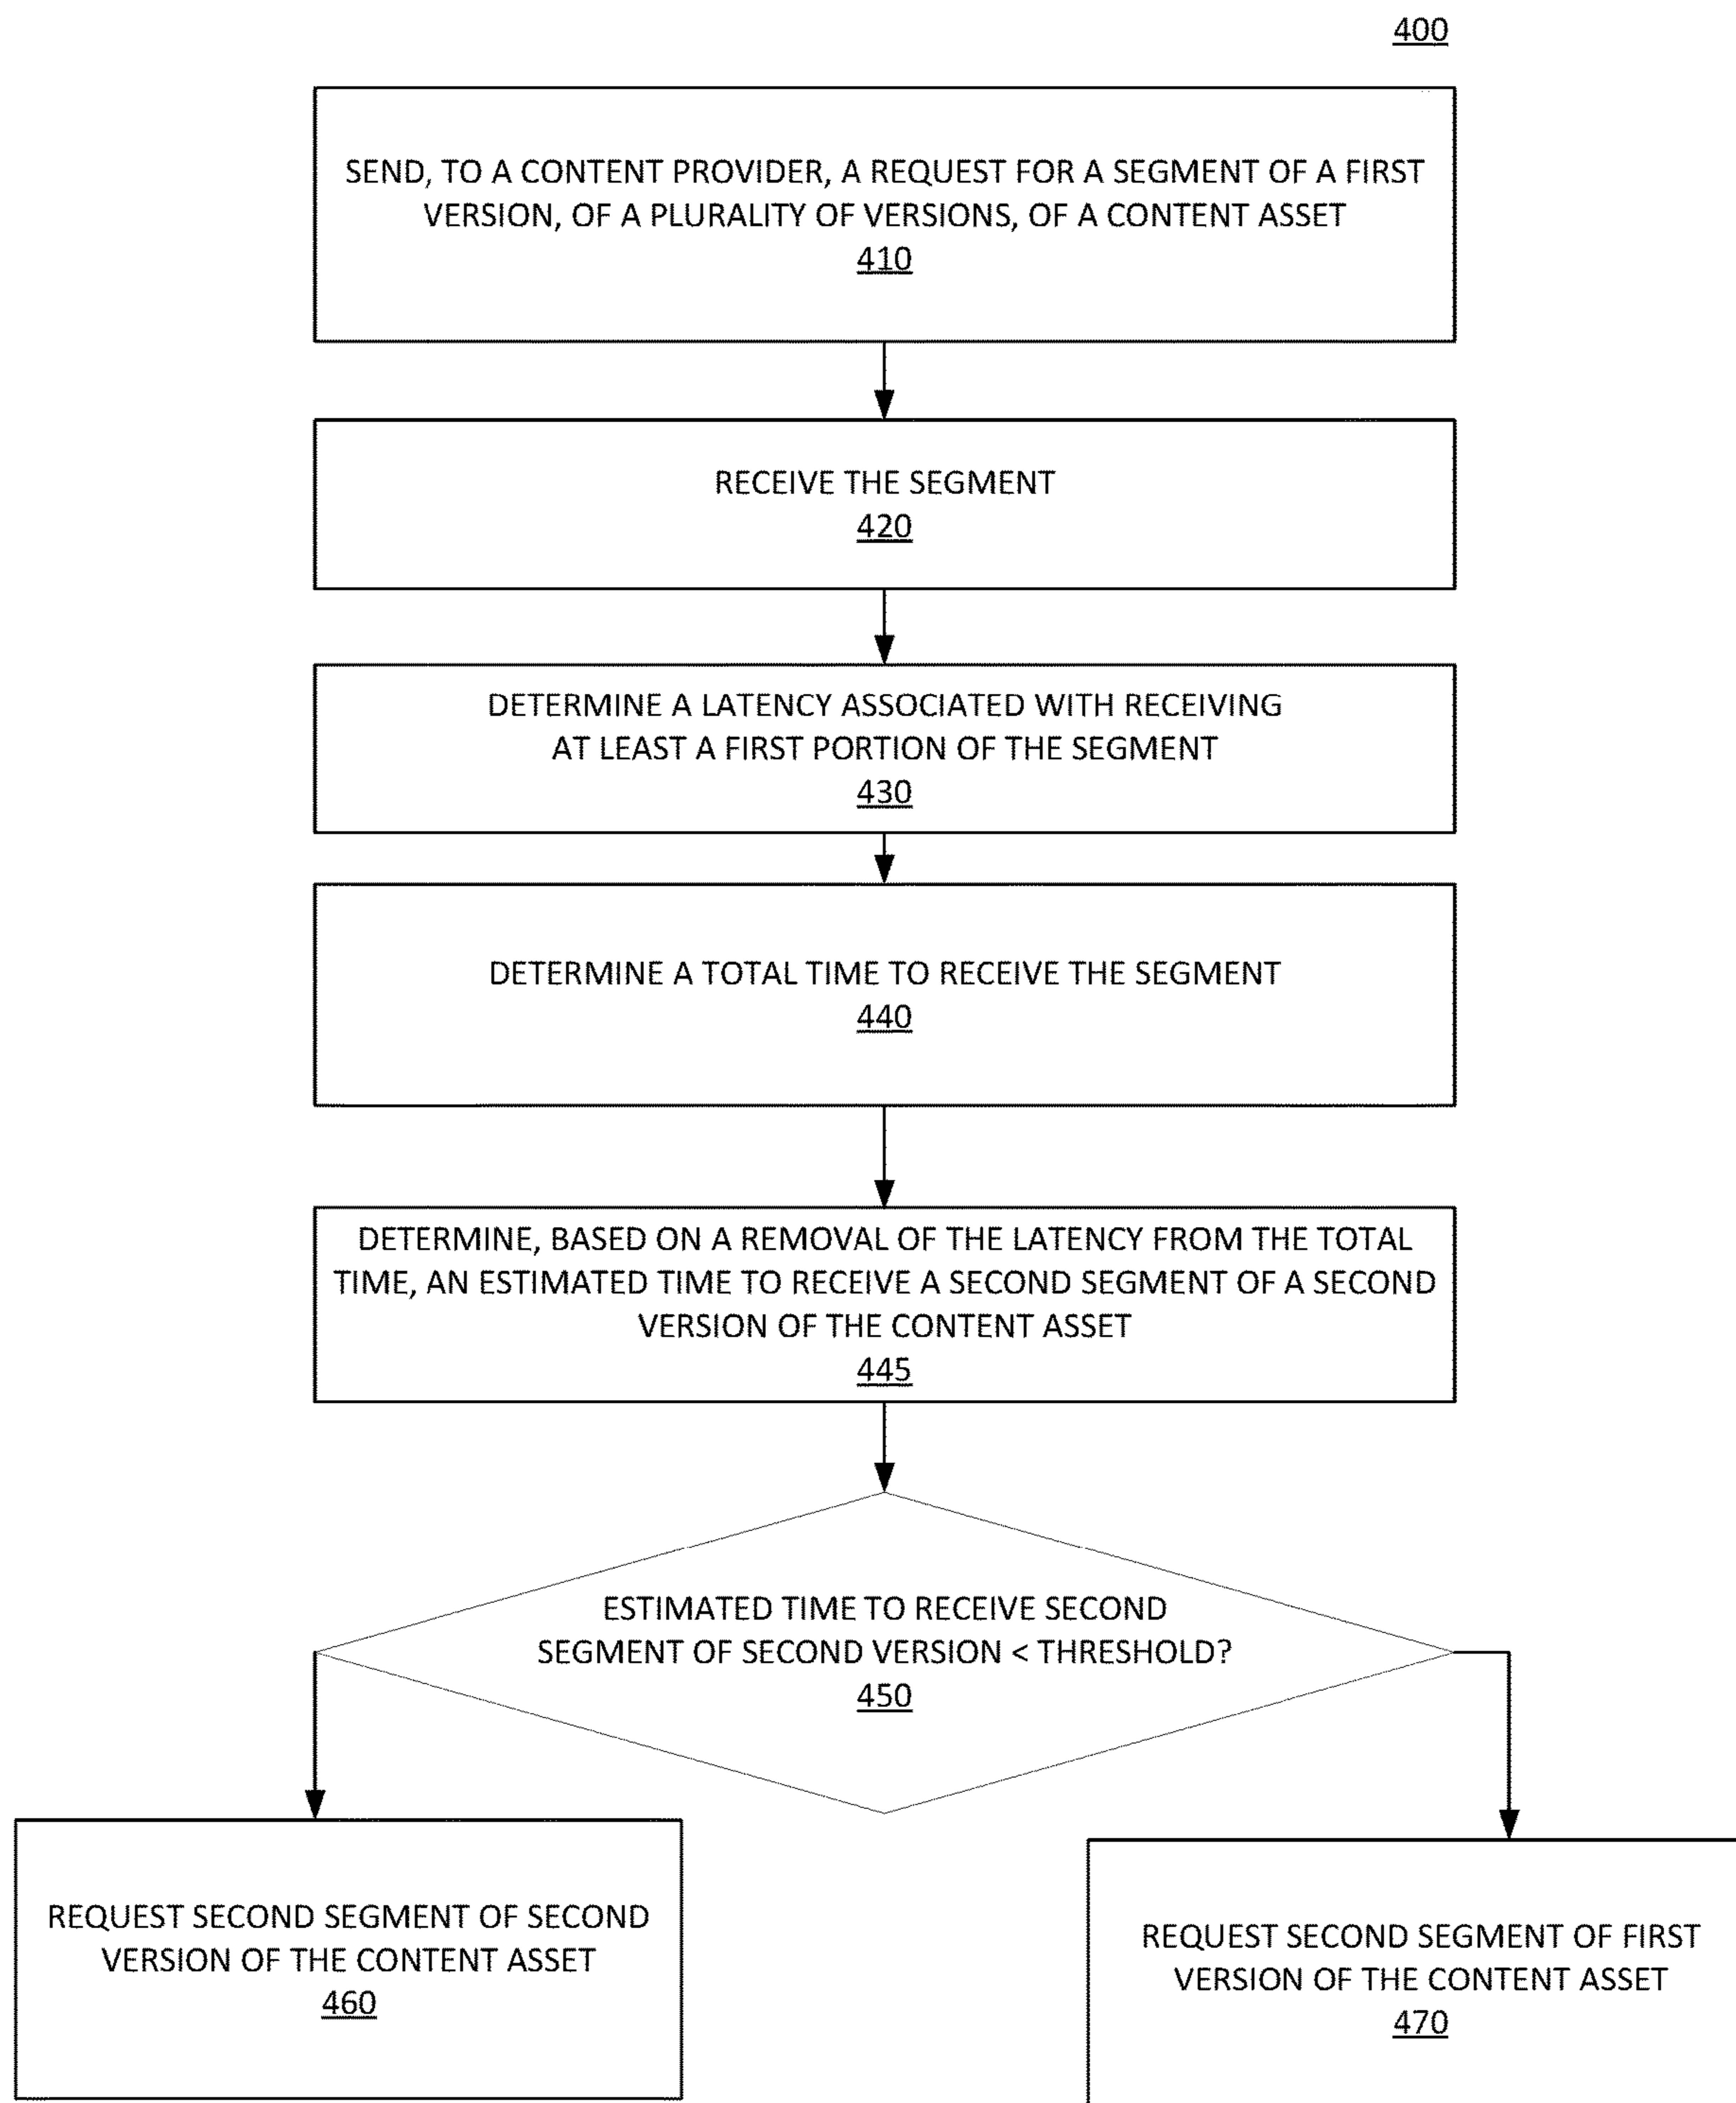 400
SEND, TO A CONTENT PROVIDER, A REQUEST FOR A SEGMENT OF A FIRST
VERSION, OF A PLURALITY OF VERSIONS, OF A CONTENT ASSET
410
RECEIVE THE SEGMENT
420
DETERMINE A LATENCY ASSOCIATED WITH RECEIVING
AT LEAST A FIRST PORTION OF THE SEGMENT
430
DETERMINE A TOTAL TIME TO RECEIVE THE SEGMENT
440
DETERMINE, BASED ON A REMOVAL OF THE LATENCY FROM THE TOTAL
TIME, AN ESTIMATED TIME TO RECEIVE A SECOND SEGMENT OF A SECOND
VERSION OF THE CONTENT ASSET
445
ESTIMATED TIME TO RECEIVE SECOND
SEGMENT OF SECOND VERSION < THRESHOLD?
450
REQUEST SECOND SEGMENT OF SECOND
VERSION OF THE CONTENT ASSET
460
REQUEST SECOND SEGMENT OF FIRST
VERSION OF THE CONTENT ASSET
470